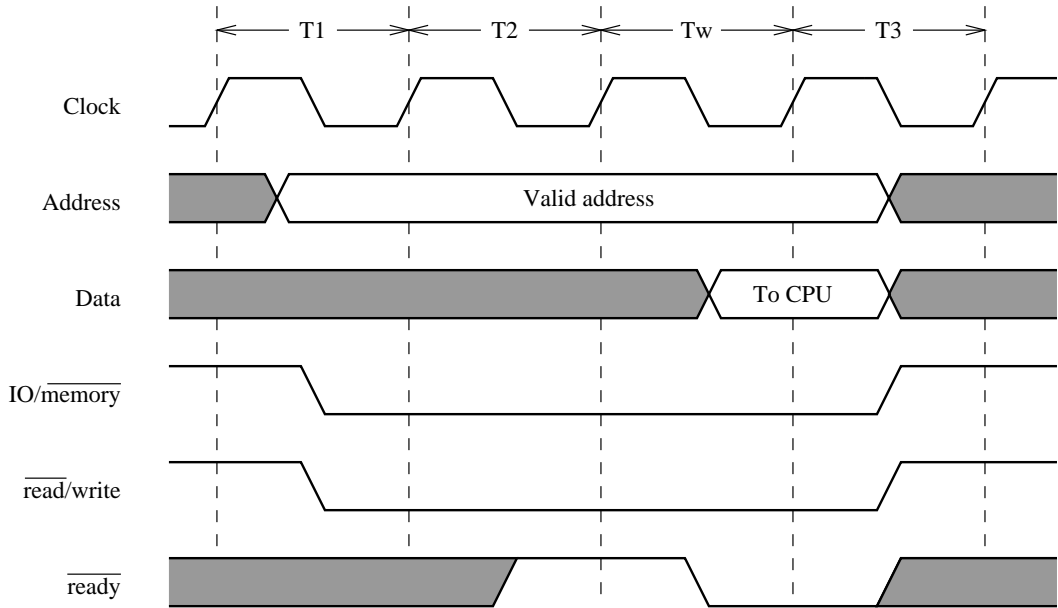 T1 T2 Tw T3
Clock
Address Valid address
Data To CPU
IO/memory
read/write
ready